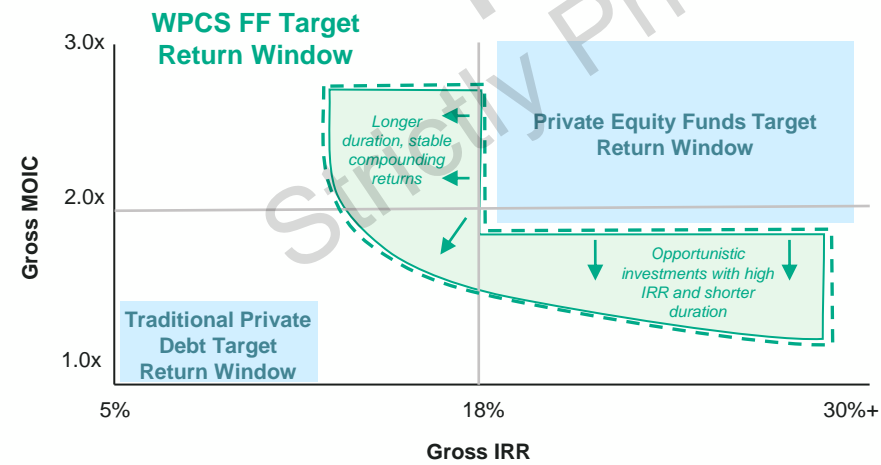 WPCS FF Target
Return Window
3.0x
2.0x
1.0x
Gross MOIC
Longer
duration, stable
compounding
returns
Private Equity Funds Target
Return Window
Opportunistic
investments with high
IRR and shorter
duration
Traditional Private
Debt Target
Return Window
5%
18%
30%+
Gross IRR
Strictly